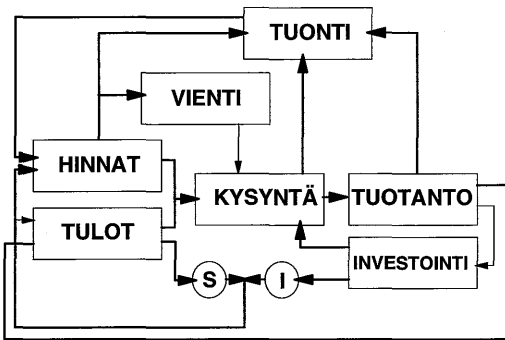 TUONTI
VIENTI
HINNAT
KYSYNTÄ
TUOTANTO
TULOT
INVESTOINTI
S
I